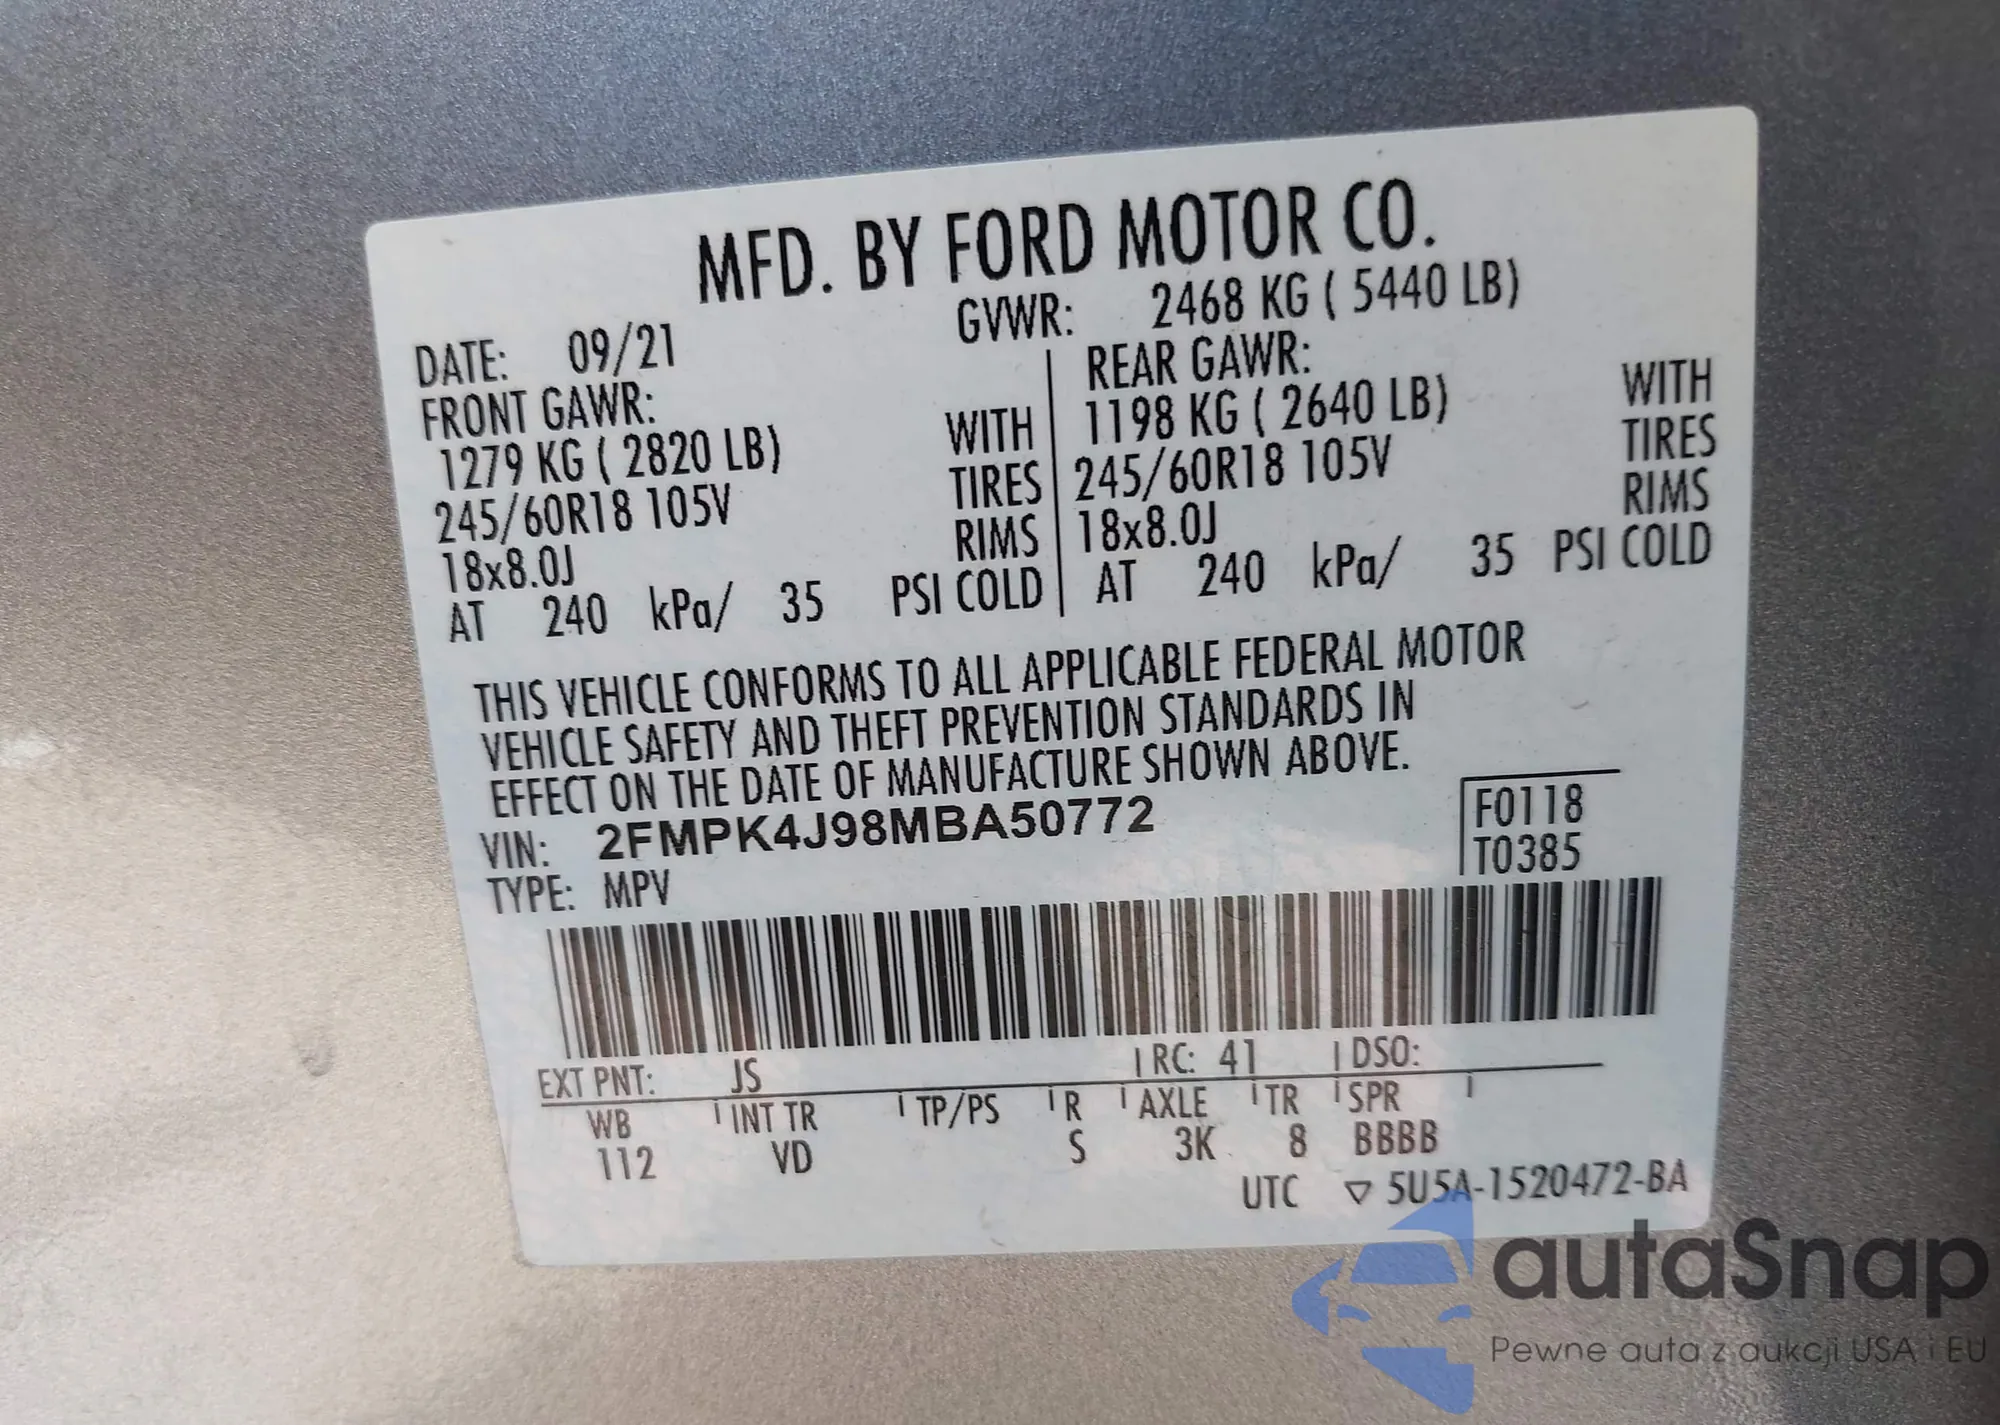 MFD. BY FORD MOTOR CO.
DATE: 09/21 GVWR: 2468 KG ( 5440 LB)
FRONT GAWR: REAR GAWR:
1279 KG ( 2820 LB) WITH 1198 KG ( 2640 LB) WITH
245/60R18 105V TIRES 245/60R18 105V TIRES
18x8.0J RIMS 18x8.0J RIMS
AT 240 kPa/ 35 PSI COLD AT 240 kPa/ 35 PSI COLD
THIS VEHICLE CONFORMS TO ALL APPLICABLE FEDERAL MOTOR
VEHICLE SAFETY AND THEFT PREVENTION STANDARDS IN
EFFECT ON THE DATE OF MANUFACTURE SHOWN ABOVE.
VIN: 2FMPK4J98MBA50772 F0118
TYPE: MPV T0385
EXT PNT: JS RC: 41 DSO:
WB INT TR TP/PS R AXLE TR SPR
112 VD S 3K 8 BBBB
UTC ▽ 5U5A-1520472-BA
autaSnap
Pewne auta z aukcji USA i EU